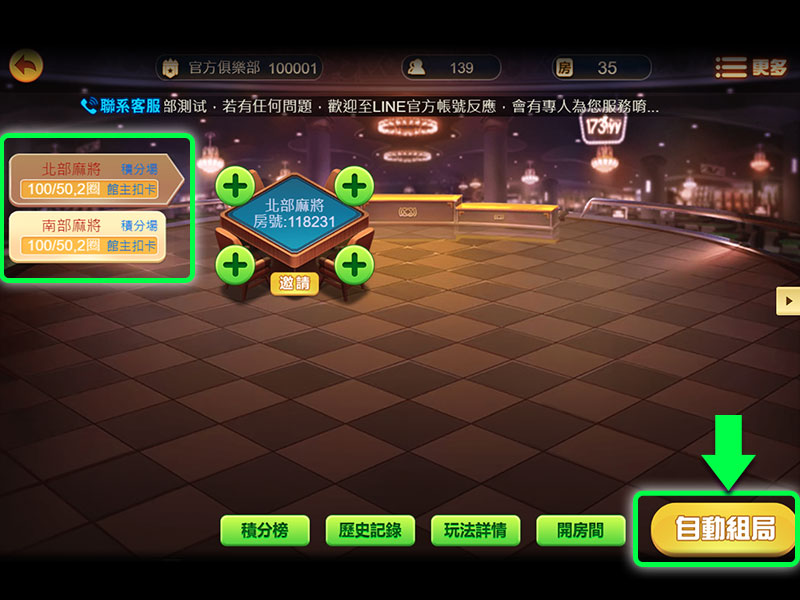 官方俱樂部 100001
139
房 35
更多
聯系客服 部測试，若有任何問題，歡迎至LINE官方帳號反應，會有專人為您服務唷...
北部麻將 積分場
100/50,2圈 館主扣卡
南部麻將 積分場
100/50,2圈 館主扣卡
北部麻將
房號:118231
邀請
積分榜
歷史記錄
玩法詳情
開房間
自動組局